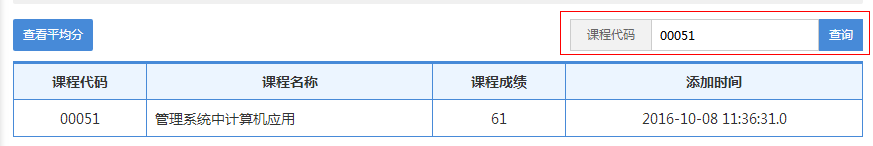 查看平均分 课程代码 00051 查询
课程代码 课程名称 课程成绩 添加时间
00051 管理系统中计算机应用 61 2016-10-08 11:36:31.0